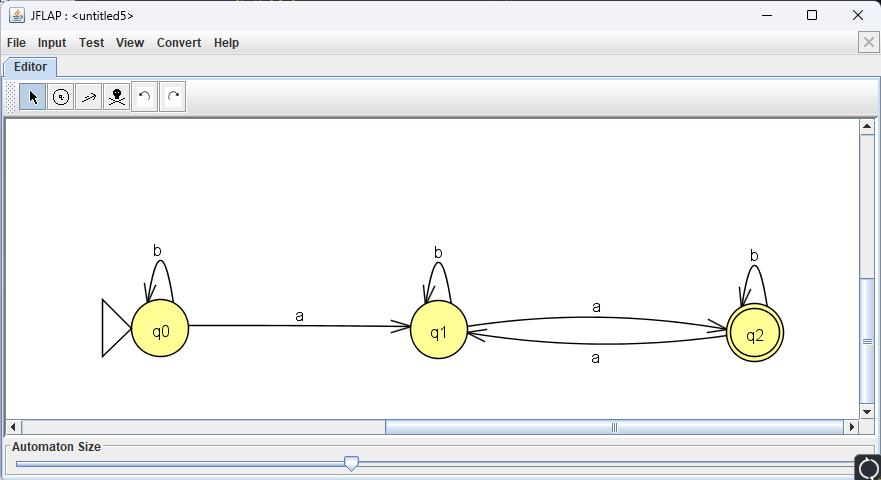 JFLAP : <untitled5>
File Input Test View Convert Help
Editor
b b b
a a
q0 q1 q2
a
Automaton Size